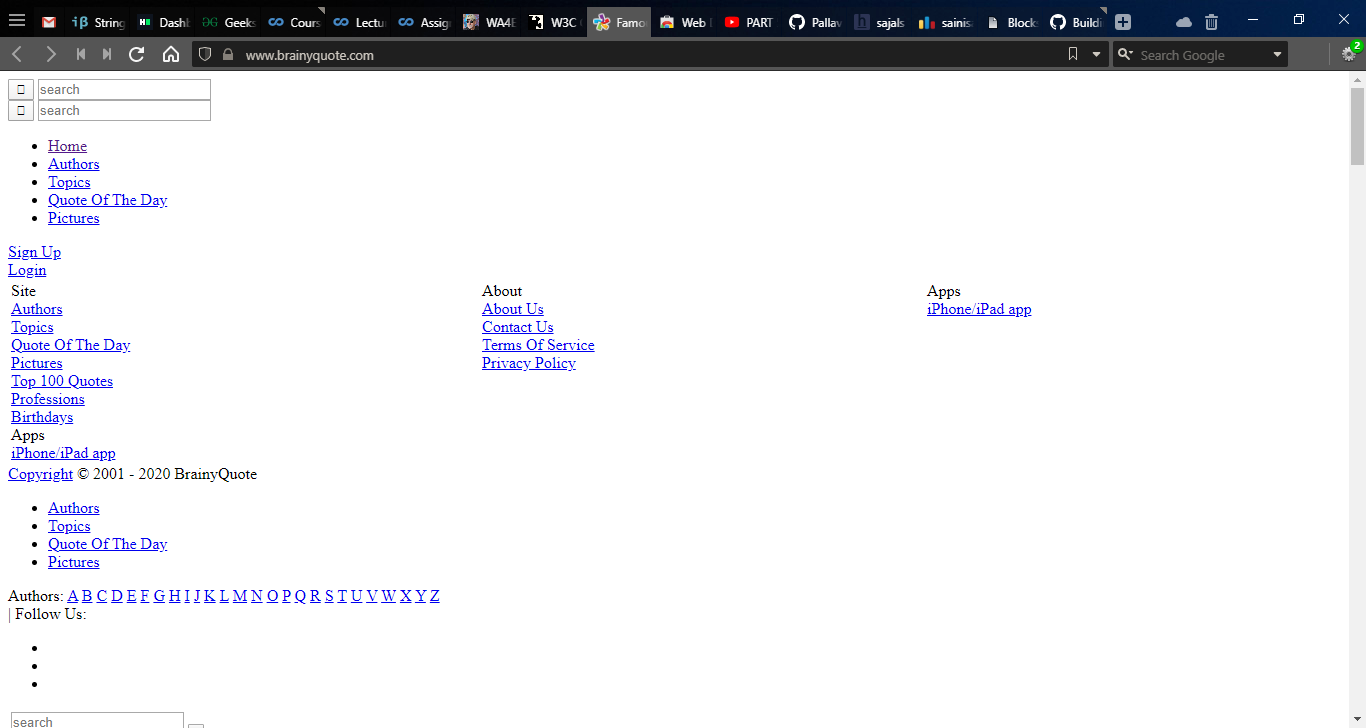 String Dashb Geeks Cours Lectu Assig WA4E W3C Famo Web PART Pallav sajals sainis Blocks Buildi
www.brainyquote.com Search Google 2
search
search
Home
Authors
Topics
Quote Of The Day
Pictures
Sign Up
Login
Site About Apps
Authors About Us iPhone/iPad app
Topics Contact Us
Quote Of The Day Terms Of Service
Pictures Privacy Policy
Top 100 Quotes
Professions
Birthdays
Apps
iPhone/iPad app
Copyright © 2001 - 2020 BrainyQuote
Authors
Topics
Quote Of The Day
Pictures
Authors: A B C D E F G H I J K L M N O P Q R S T U V W X Y Z
| Follow Us:
search